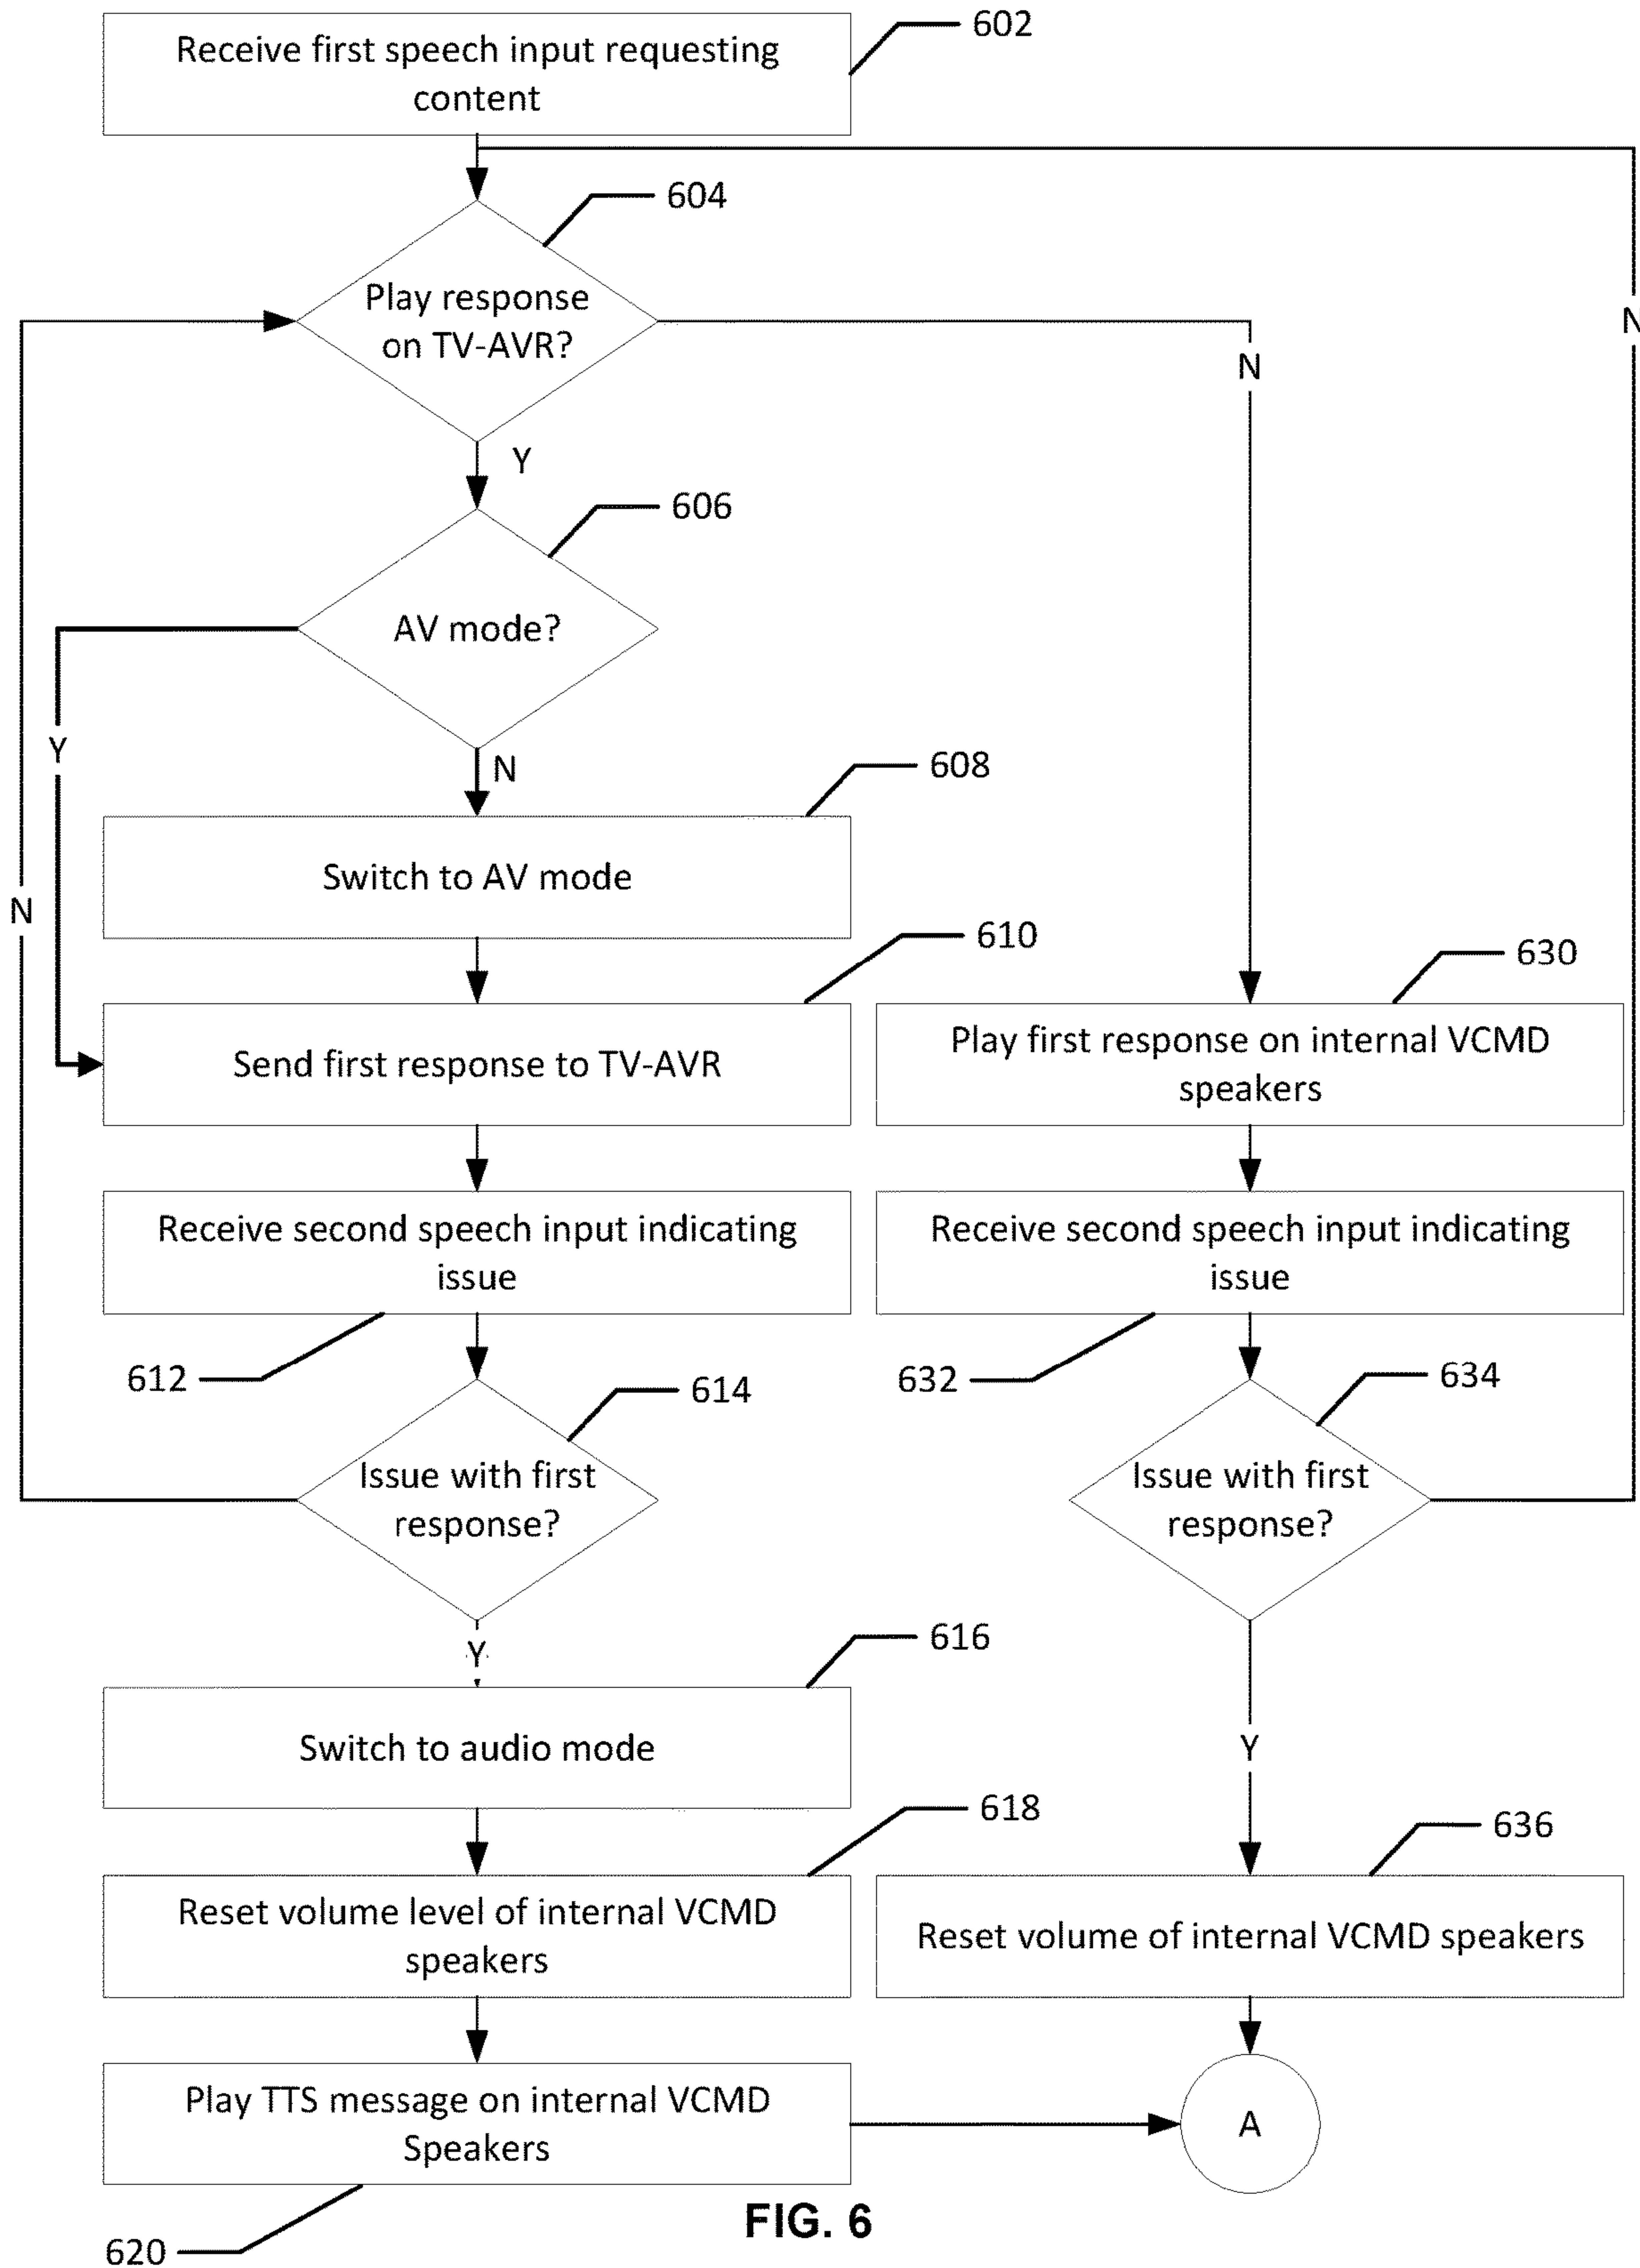 Receive first speech input requesting
content
602
604
Play response
on TV-AVR?
N
N
Y
606
AV mode?
Y
N
608
Switch to AV mode
N
610
630
Send first response to TV-AVR
Play first response on internal VCMD
speakers
Receive second speech input indicating
issue
Receive second speech input indicating
issue
612
614
632
634
Issue with first
response?
Issue with first
response?
Y
616
Switch to audio mode
Y
618
636
Reset volume level of internal VCMD
speakers
Reset volume of internal VCMD speakers
Play TTS message on internal VCMD
Speakers
A
620
FIG. 6